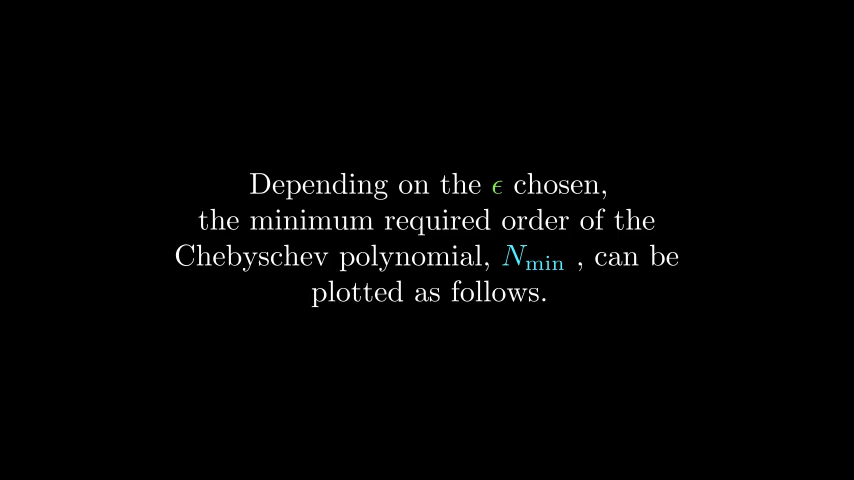 Depending on the ϵ chosen,
the minimum required order of the
Chebyschev polynomial, N_min , can be
plotted as follows.